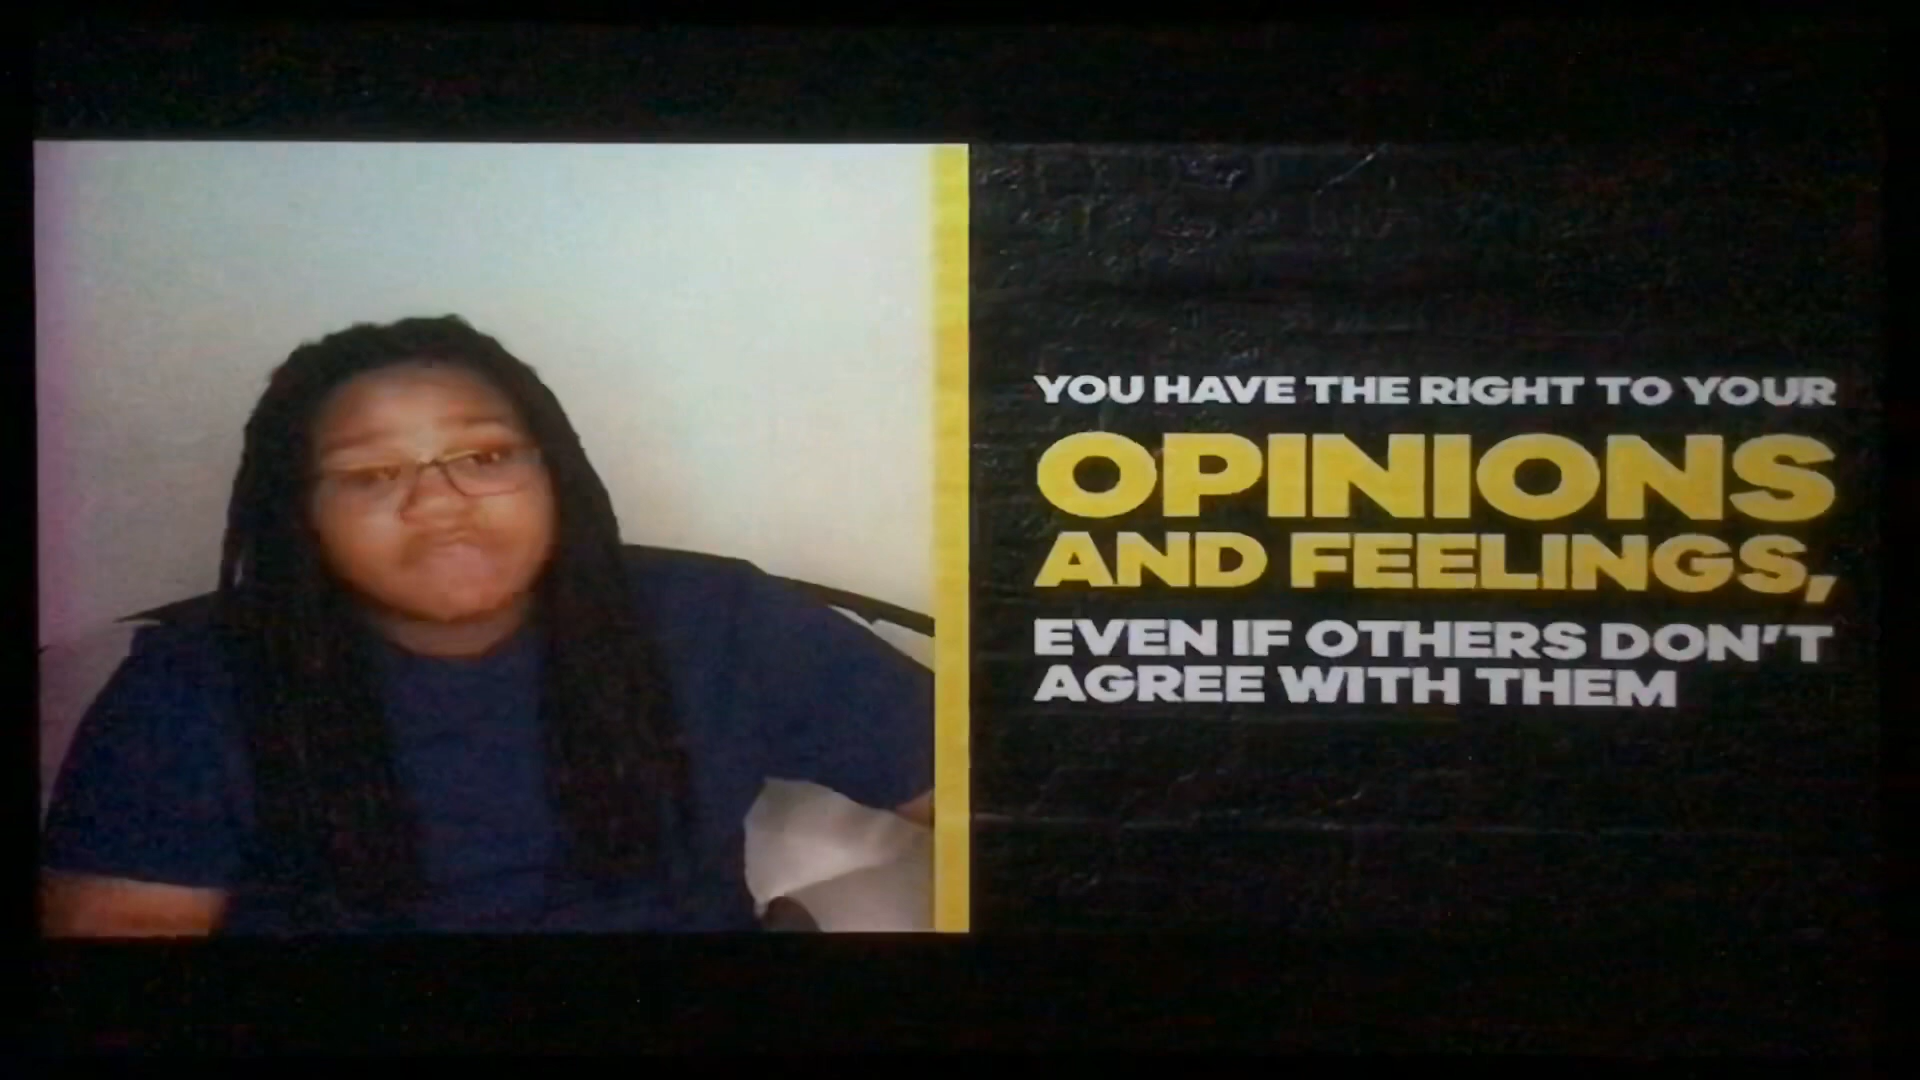 YOU HAVE THE RIGHT TO YOUR
OPINIONS
AND FEELINGS,
EVEN IF OTHERS DON'T
AGREE WITH THEM